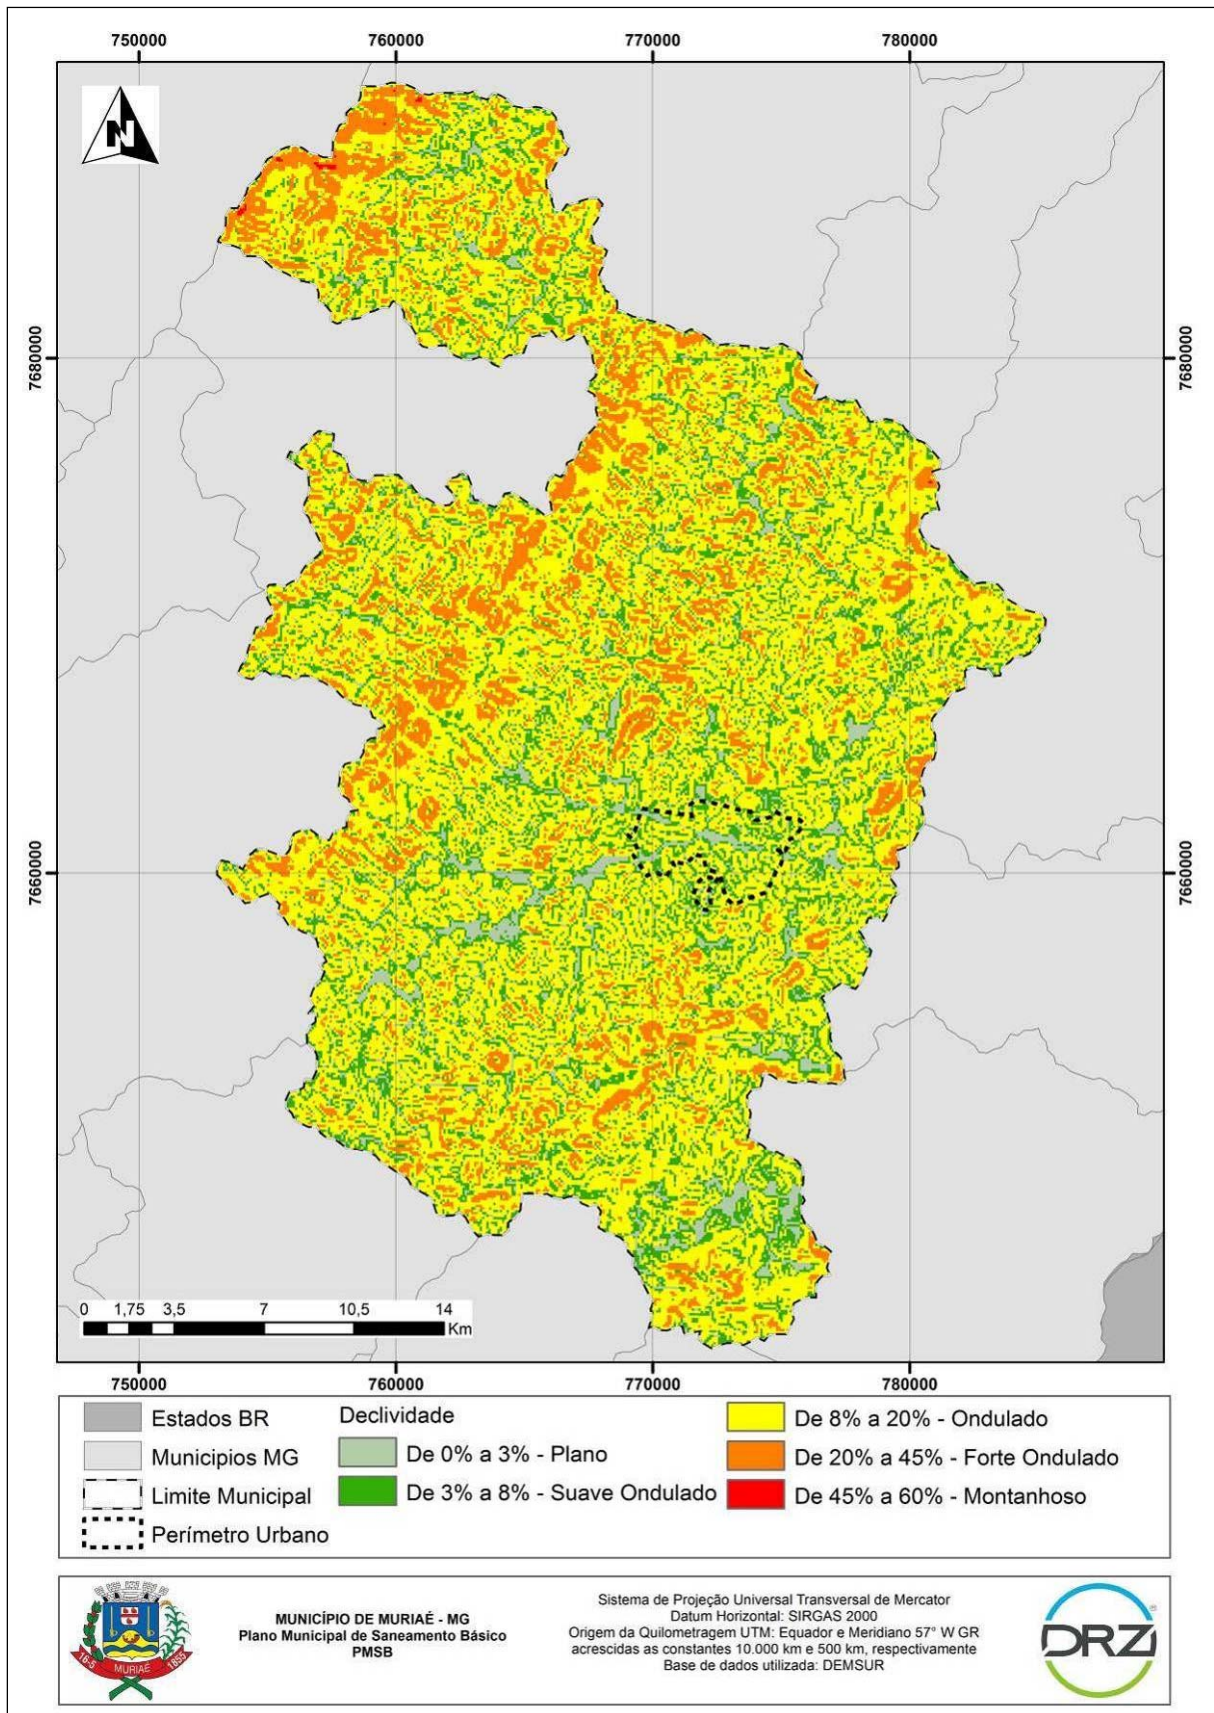 750000 760000 770000 780000
N
7680000 7680000
7660000 7660000
0 1,75 3,5 7 10,5 14
Km
750000 760000 770000 780000
Estados BR
Municipios MG
Limite Municipal
Perímetro Urbano
Declividade
De 0% a 3% - Plano
De 3% a 8% - Suave Ondulado
De 8% a 20% - Ondulado
De 20% a 45% - Forte Ondulado
De 45% a 60% - Montanhoso
16-5 MURIAÉ 1855
MUNICÍPIO DE MURIAÉ - MG
Plano Municipal de Saneamento Básico
PMSB
Sistema de Projeção Universal Transversal de Mercator
Datum Horizontal: SIRGAS 2000
Origem da Quilometragem UTM: Equador e Meridiano 57° W GR
acrescidas as constantes 10.000 km e 500 km, respectivamente
Base de dados utilizada: DEMSUR
DRZ
®